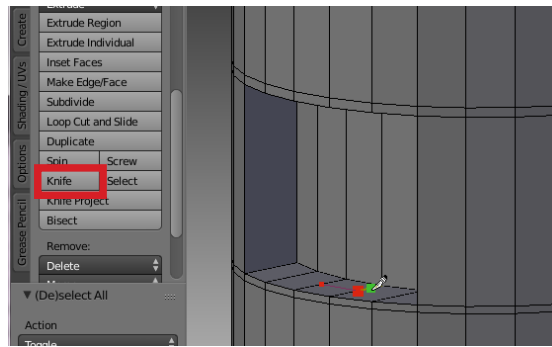 Create
Shading / UVs
Options
Grease Pencil
Extrude
Extrude Region
Extrude Individual
Inset Faces
Make Edge/Face
Subdivide
Loop Cut and Slide
Duplicate
Spin Screw
Knife Select
Knife Project
Bisect
Remove:
Delete
(De)select All
Action
Toggle